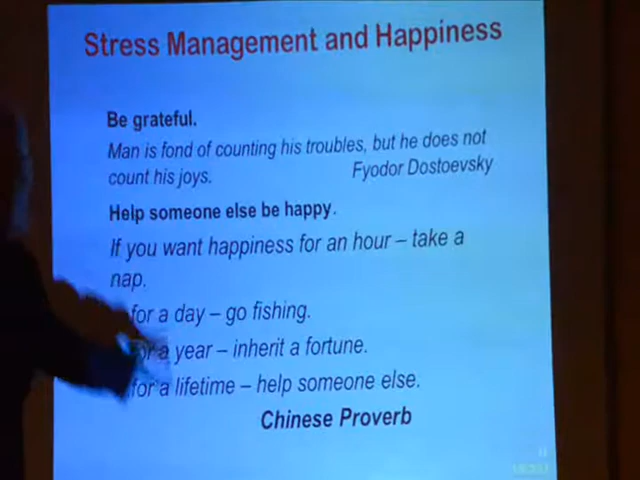 Stress Management and Happiness
Be grateful.
Man is fond of counting his troubles, but he does not
count his joys. Fyodor Dostoevsky
Help someone else be happy.
If you want happiness for an hour – take a
nap.
for a day – go fishing.
a year – inherit a fortune.
for a lifetime – help someone else.
Chinese Proverb